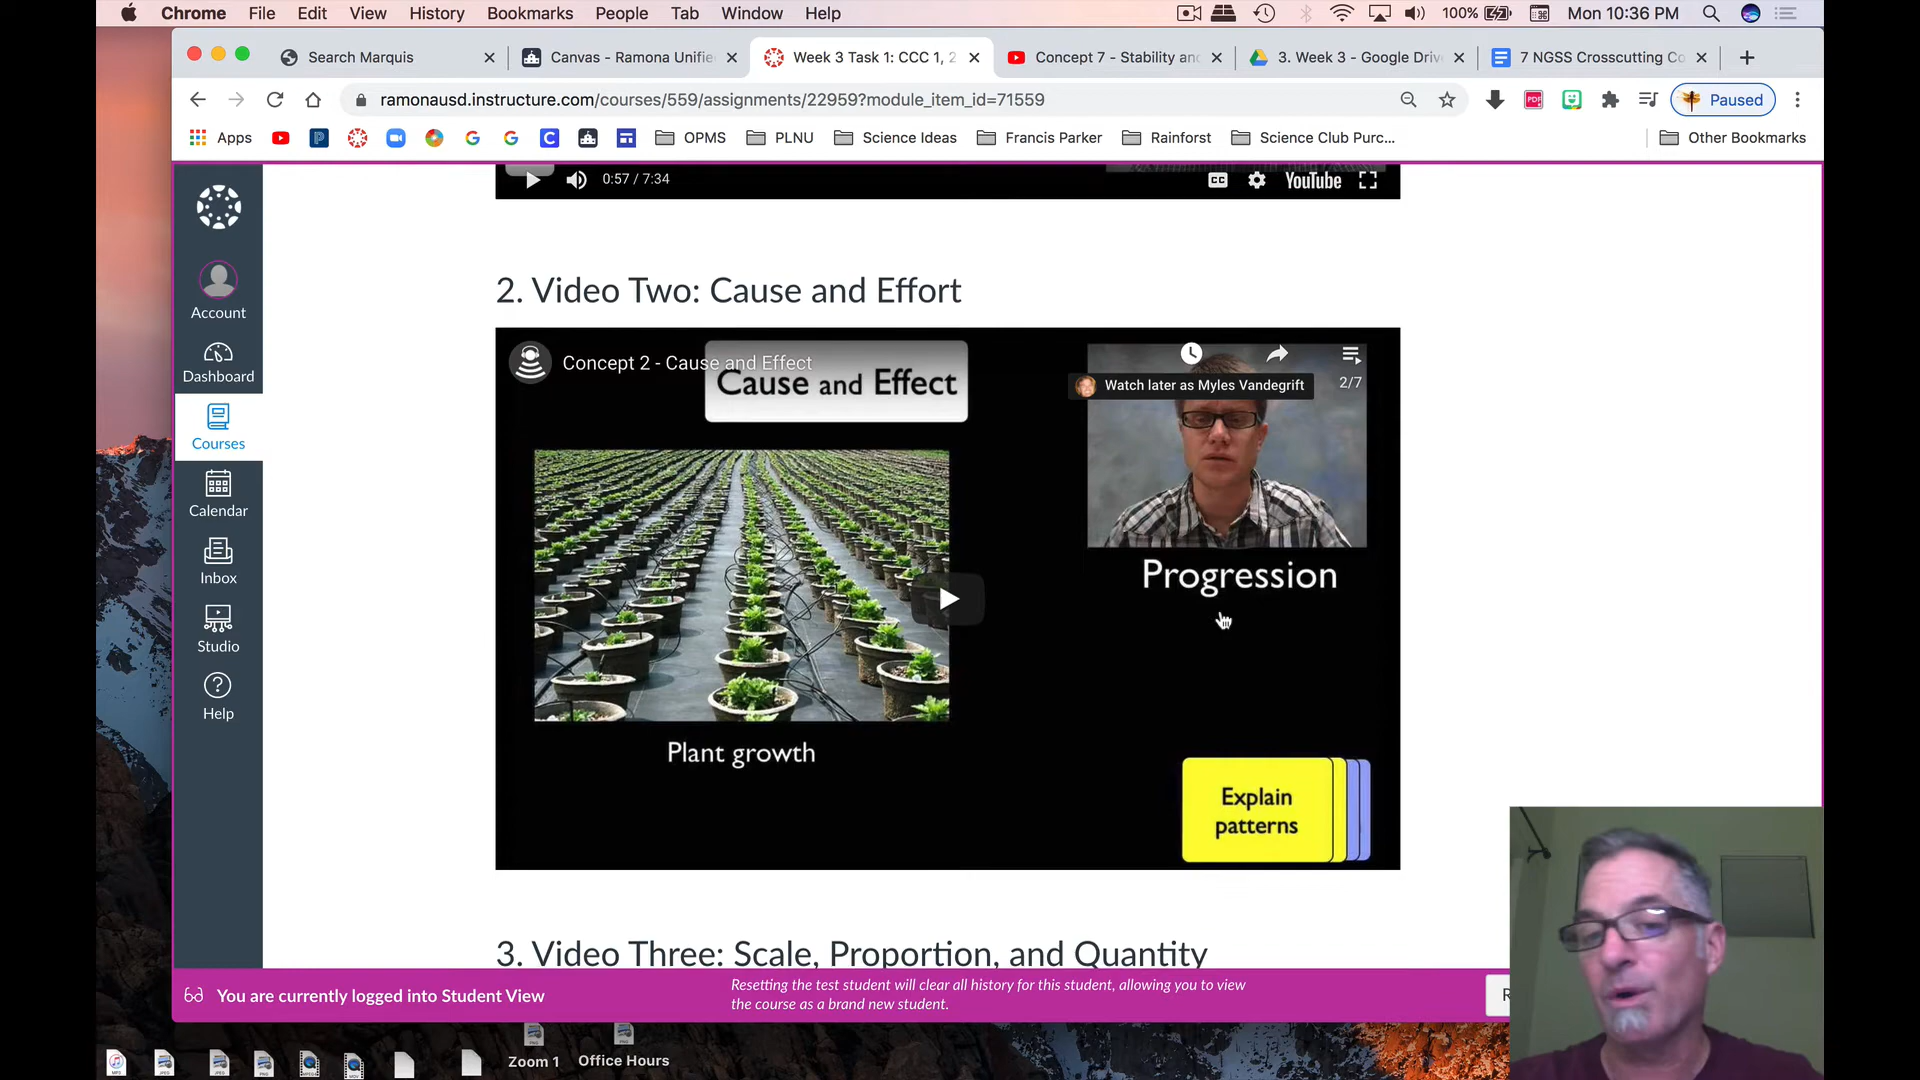 Chrome File Edit View History Bookmarks People Tab Window Help 100% Mon 10:36 PM
Search Marquis Canvas - Ramona Unifie Week 3 Task 1: CCC 1, 2 Concept 7 - Stability and 3. Week 3 - Google Driv 7 NGSS Crosscutting Co
ramonausd.instructure.com/courses/559/assignments/22959?module_item_id=71559 Paused
Apps OPMS PLNU Science Ideas Francis Parker Rainforst Science Club Purc... Other Bookmarks
0:57 / 7:34 CC YouTube
Account
Dashboard
Courses
Calendar
Inbox
Studio
Help
2. Video Two: Cause and Effort
Concept 2 - Cause and Effect
Cause and Effect
Watch later as Myles Vandegrift 2/7
Progression
Plant growth
Explain
patterns
3. Video Three: Scale, Proportion, and Quantity
You are currently logged into Student View
Resetting the test student will clear all history for this student, allowing you to view
the course as a brand new student.
R
Zoom 1 Office Hours